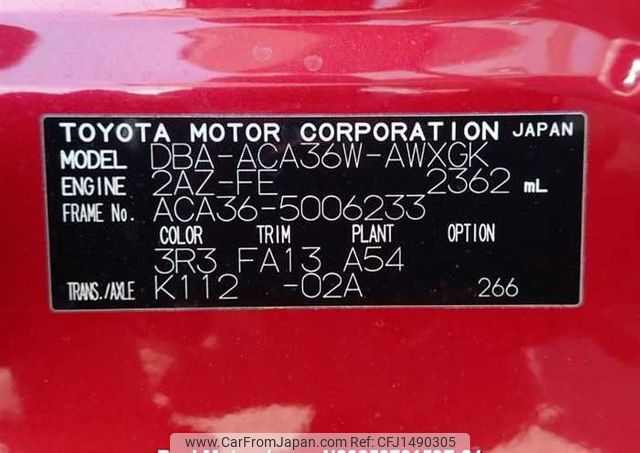 TOYOTA MOTOR CORPORATION JAPAN
MODEL DBA-ACA36W-AWXGK
ENGINE 2AZ-FE 2362 mL
FRAME No. ACA36-5006233
COLOR TRIM PLANT OPTION
3R3 FA13 A54
TRANS./AXLE K112 -02A 266
www.CarFromJapan.com CFJ1490305